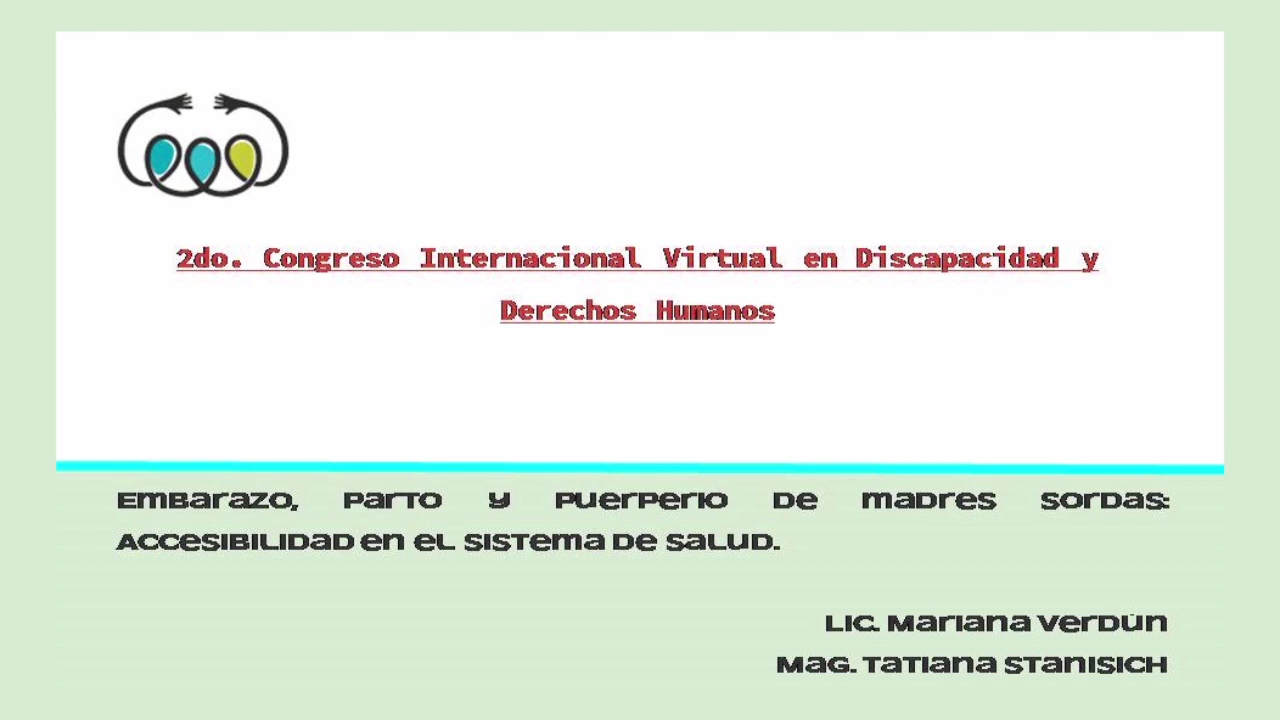 2do. Congreso Internacional Virtual en Discapacidad y
Derechos Humanos
Embarazo, parto y puerperio de madres sordas:
Accesibilidad en el sistema de salud.
Lic. Mariana Verdún
Mag. Tatiana Stanisich